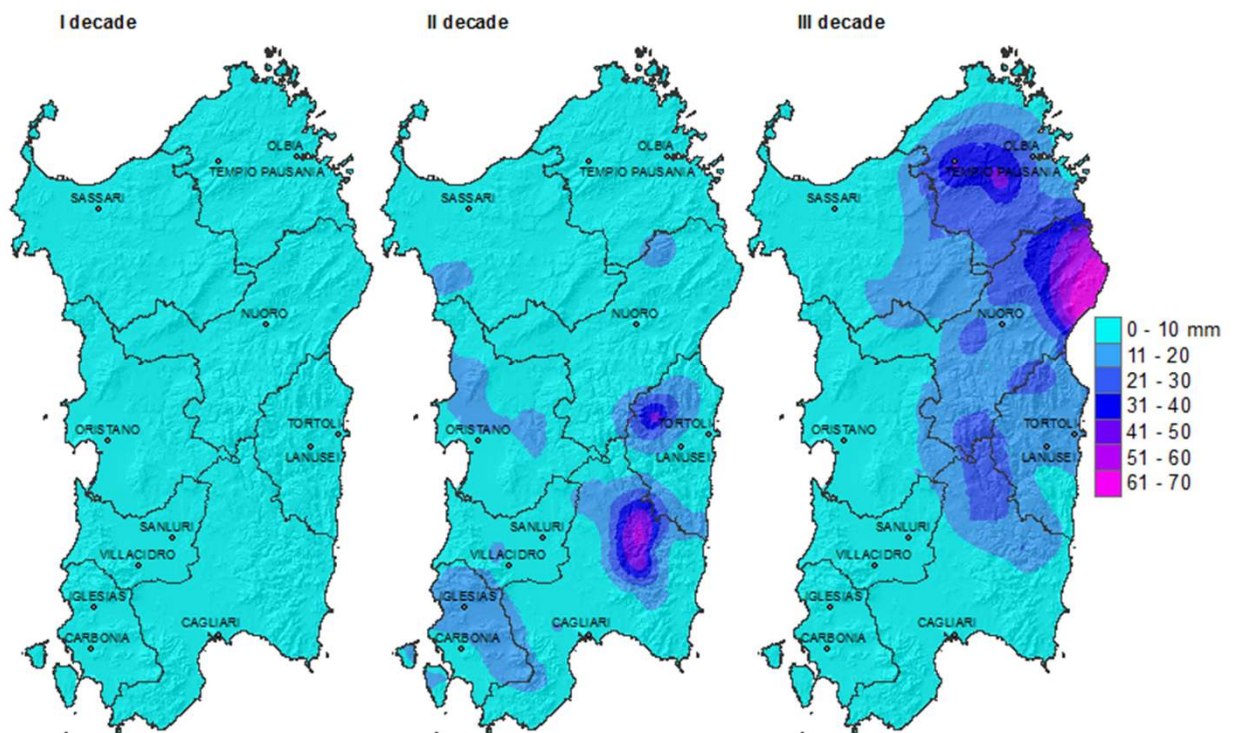 I decade
II decade
III decade
OLBIA
TEMPIO PAUSANIA
SASSARI
NUORO
ORISTANO
TORTOLI
LANUSEI
SANLURI
VILLACIDRO
IGLESIAS
CARBONIA
CAGLIARI
OLBIA
TEMPIO PAUSANIA
SASSARI
NUORO
ORISTANO
TORTOLI
LANUSEI
SANLURI
VILLACIDRO
IGLESIAS
CARBONIA
CAGLIARI
OLBIA
TEMPIO PAUSANIA
SASSARI
NUORO
ORISTANO
TORTOLI
LANUSEI
SANLURI
VILLACIDRO
IGLESIAS
CARBONIA
CAGLIARI
0 - 10 mm
11 - 20
21 - 30
31 - 40
41 - 50
51 - 60
61 - 70